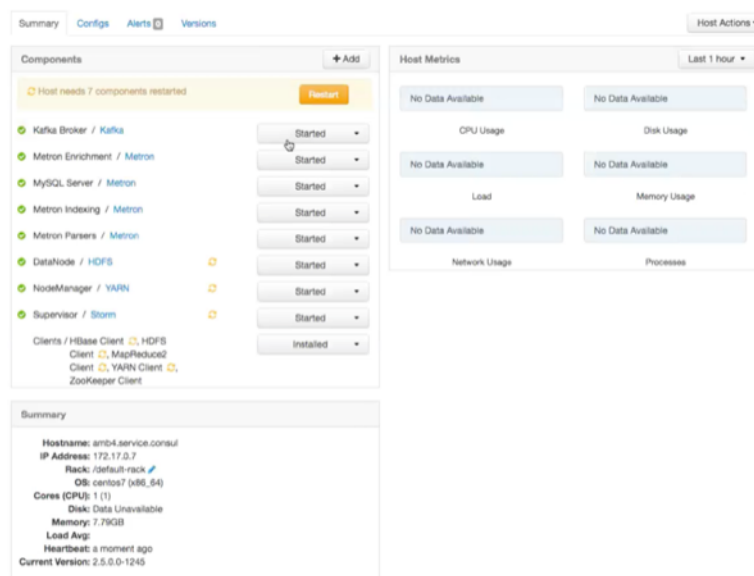 Summary Configs Alerts 0 Versions
Host Actions
Components
+ Add
Host needs 7 components restarted
Restart
Kafka Broker / Kafka
Started
Metron Enrichment / Metron
Started
MySQL Server / Metron
Started
Metron Indexing / Metron
Started
Metron Parsers / Metron
Started
DataNode / HDFS
Started
NodeManager / YARN
Started
Supervisor / Storm
Started
Clients / HBase Client , HDFS
Client , MapReduce2
Client , YARN Client ,
ZooKeeper Client
Installed
Host Metrics
Last 1 hour
No Data Available
No Data Available
CPU Usage
Disk Usage
No Data Available
No Data Available
Load
Memory Usage
No Data Available
No Data Available
Network Usage
Processes
Summary
Hostname: amb4.service.consul
IP Address: 172.17.0.7
Rack: /default-rack
OS: centos7 (x86_64)
Cores (CPU): 1 (1)
Disk: Data Unavailable
Memory: 7.79GB
Load Avg:
Heartbeat: a moment ago
Current Version: 2.5.0.0-1245